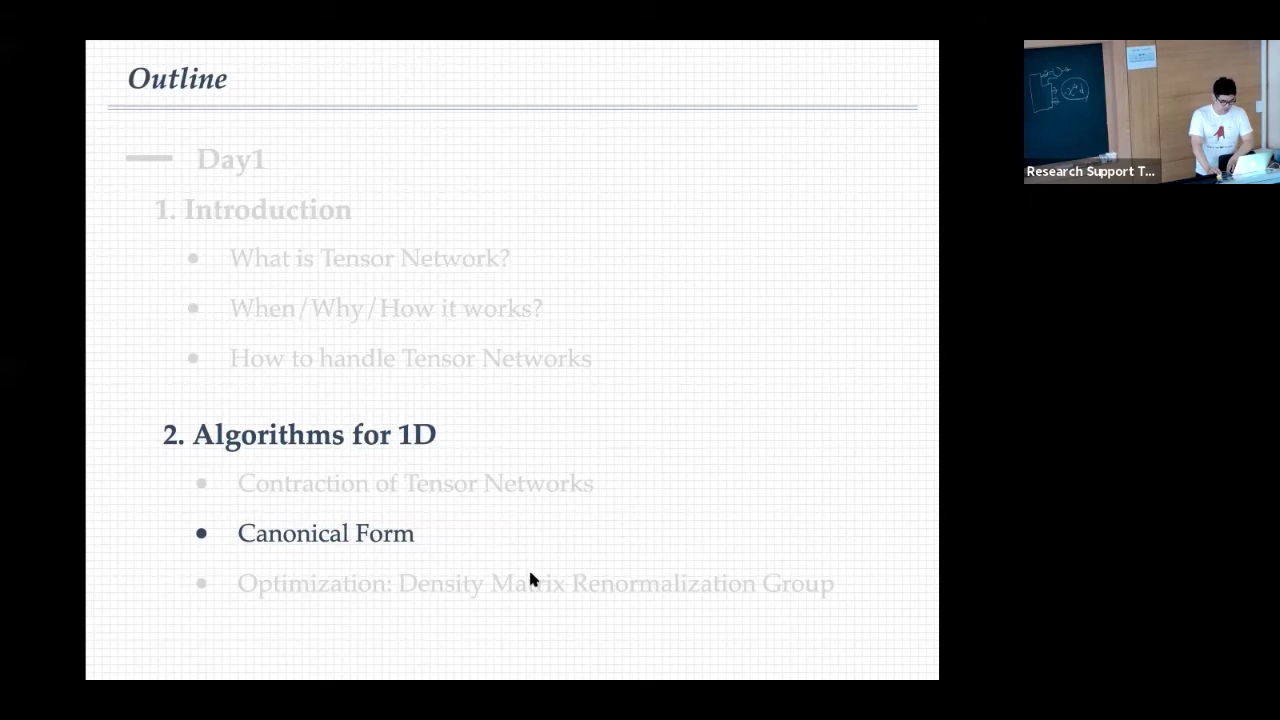 Outline
Day1
1. Introduction
• What is Tensor Network?
• When/Why/How it works?
• How to handle Tensor Networks
2. Algorithms for 1D
• Contraction of Tensor Networks
• Canonical Form
• Optimization: Density Matrix Renormalization Group
Research Support T...